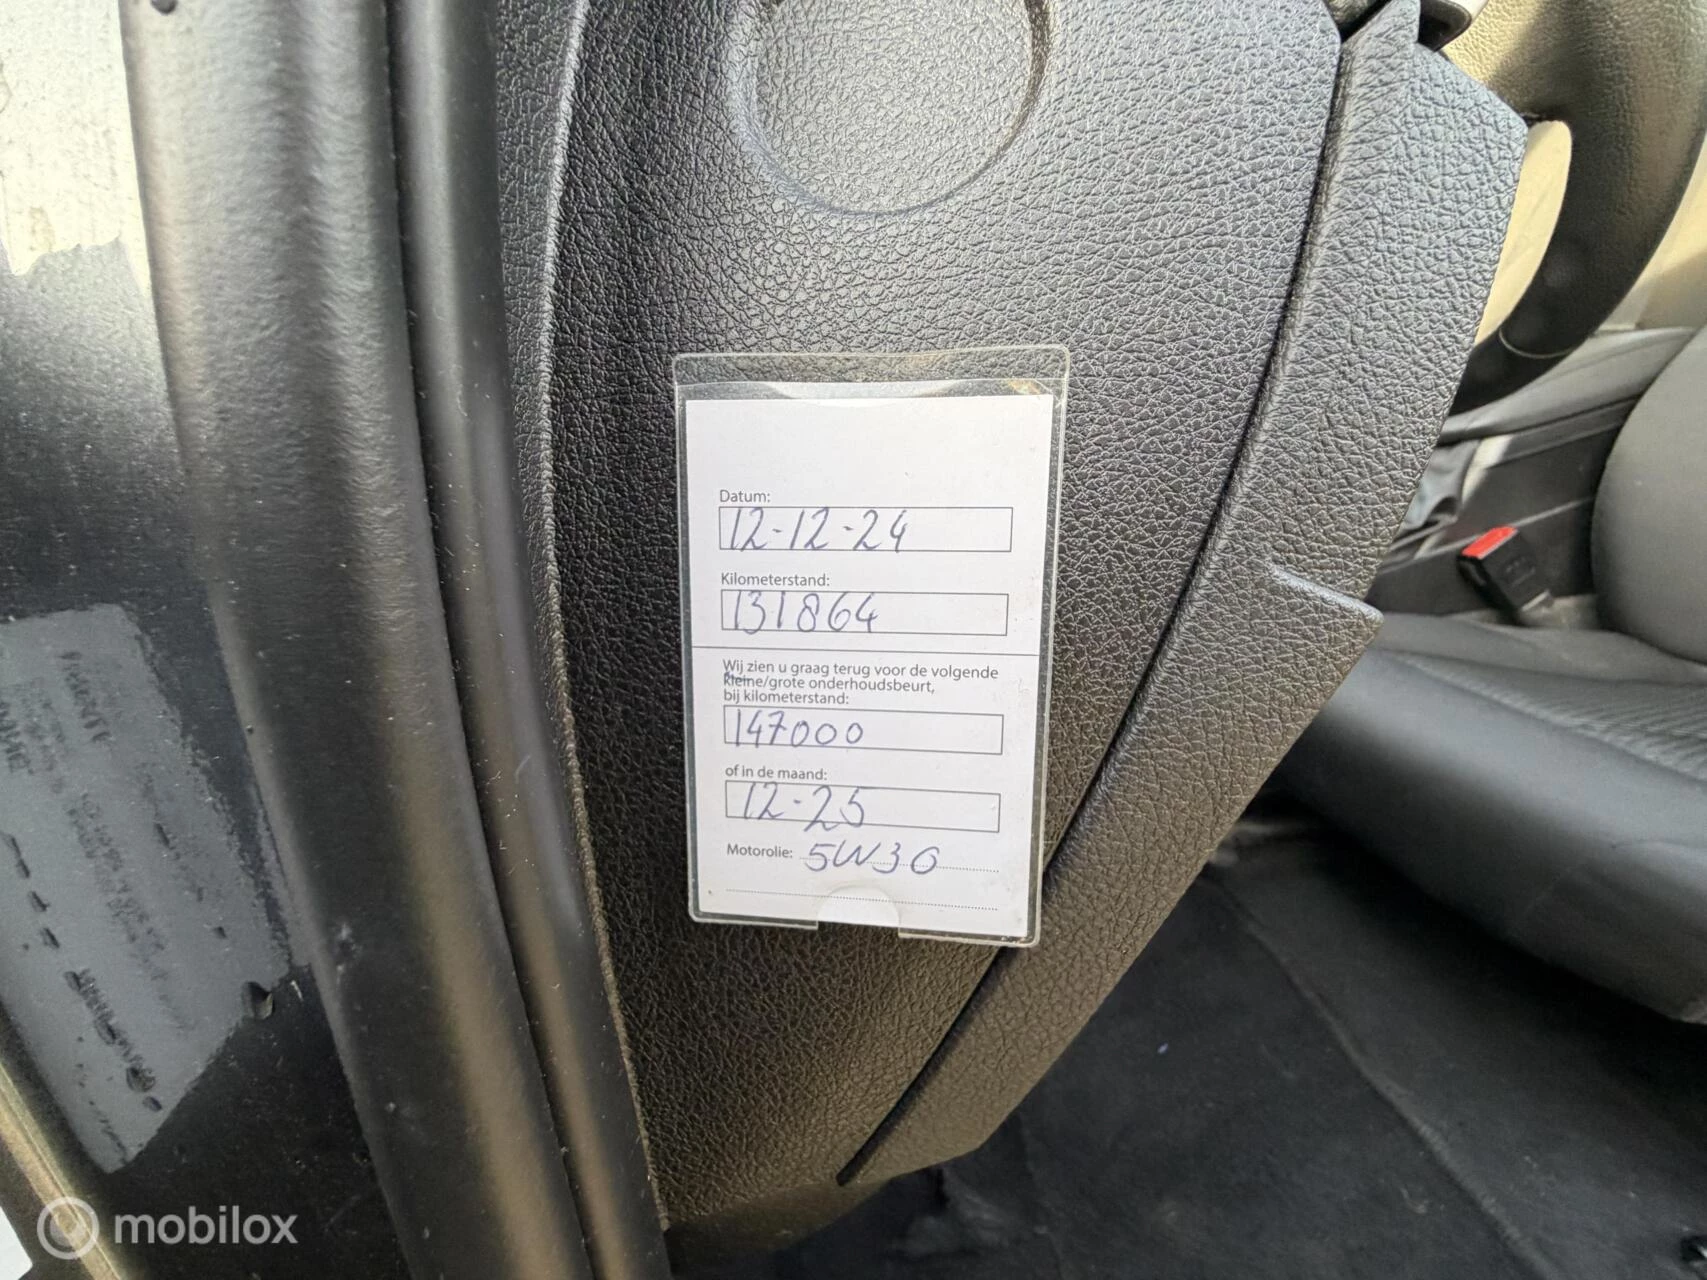 Datum:
12-12-24
Kilometerstand:
131864
Wij zien u graag terug voor de volgende
kleine/grote onderhoudsbeurt,
bij kilometerstand:
147000
of in de maand:
12-25
Motorolie: 5W30
mobilox